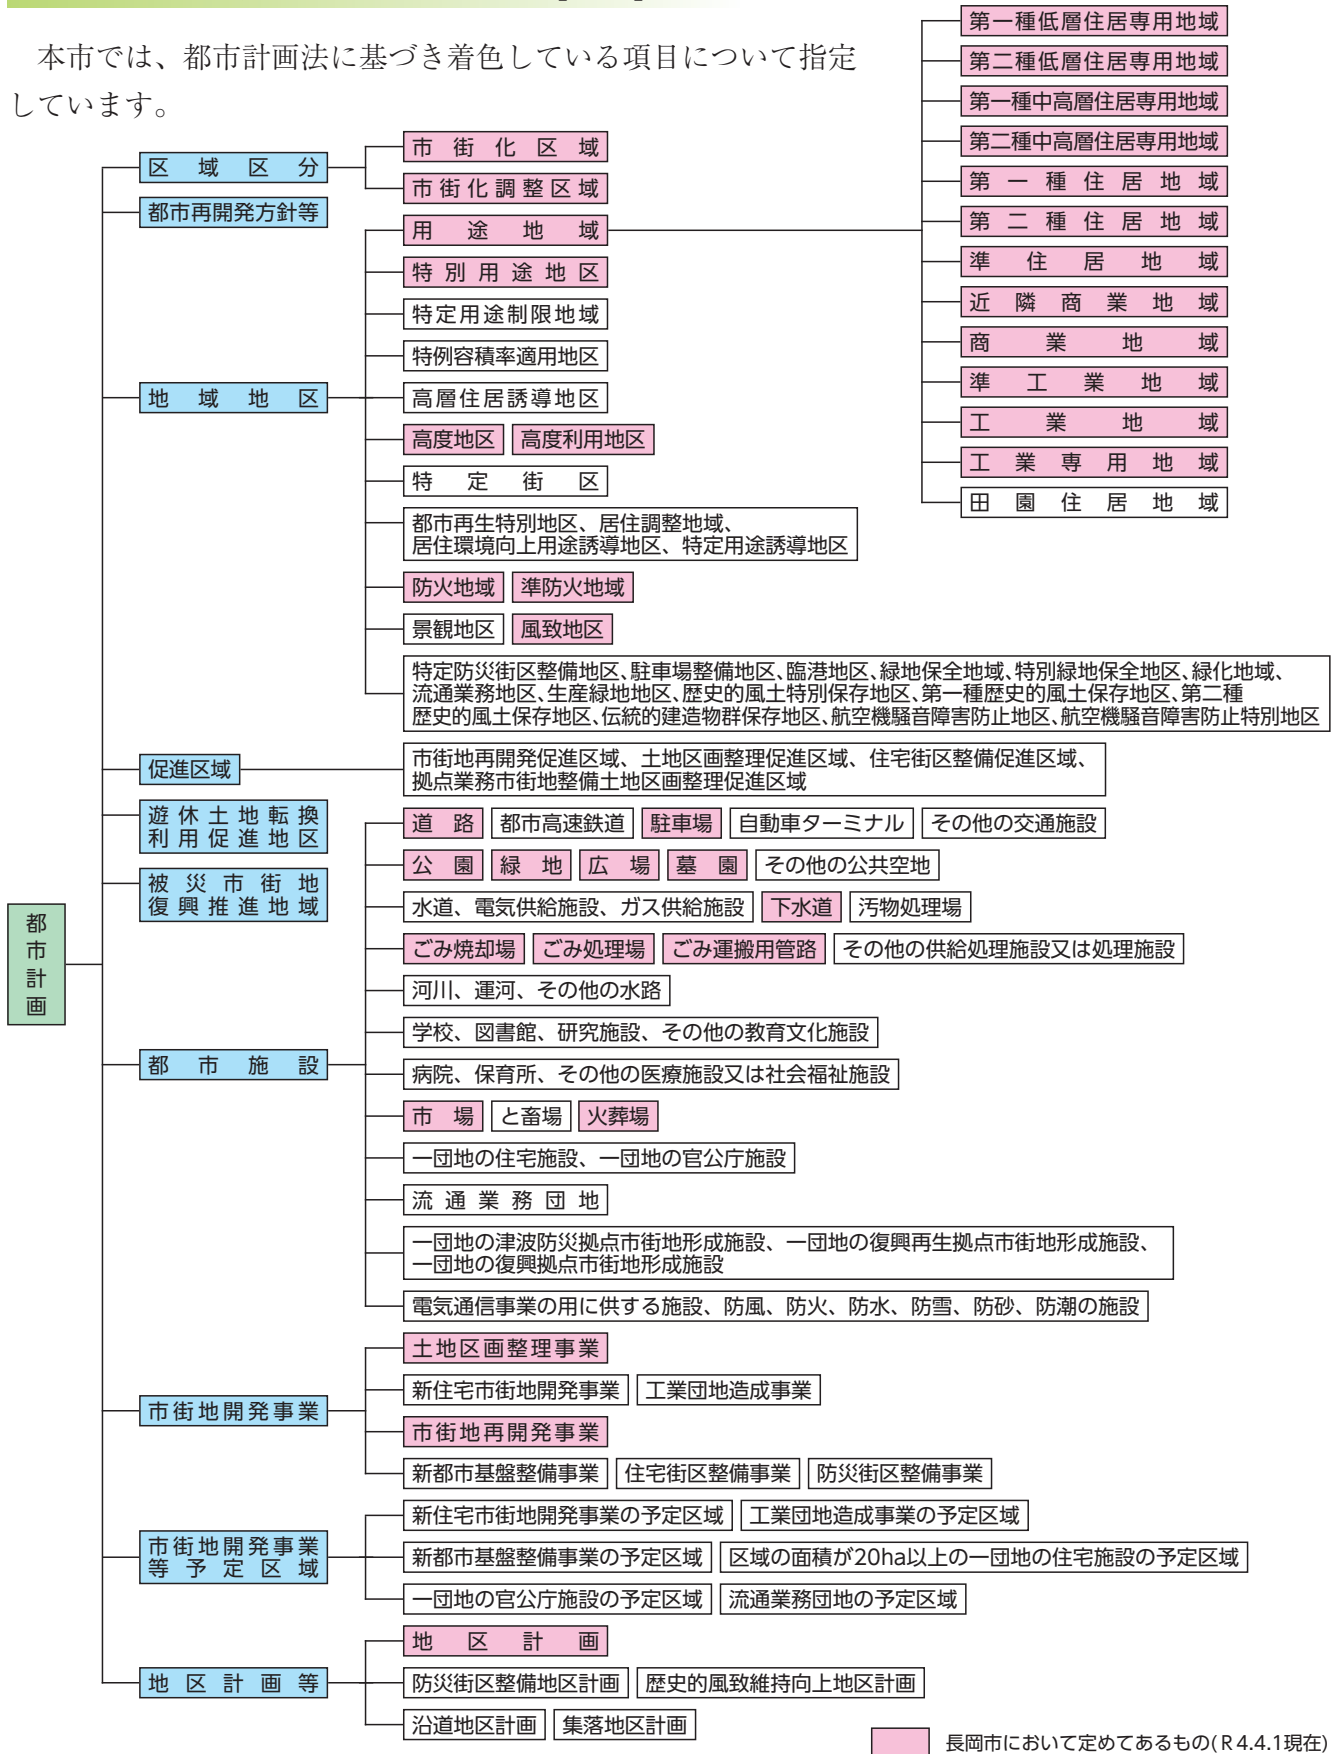 本市では、都市計画法に基づき着色している項目について指定
しています。
都市計画
区域区分
市街化区域
市街化調整区域
都市再開発方針等
地域地区
用途地域
第一種低層住居専用地域
第二種低層住居専用地域
第一種中高層住居専用地域
第二種中高層住居専用地域
第一種住居地域
第二種住居地域
準住居地域
近隣商業地域
商業地域
準工業地域
工業地域
工業専用地域
田園住居地域
特別用途地区
特定用途制限地域
特例容積率適用地区
高層住居誘導地区
高度地区 高度利用地区
特定街区
都市再生特別地区、居住調整地域、
居住環境向上用途誘導地区、特定用途誘導地区
防火地域 準防火地域
景観地区 風致地区
特定防災街区整備地区、駐車場整備地区、臨港地区、緑地保全地域、特別緑地保全地区、緑化地域、
流通業務地区、生産緑地地区、歴史的風土特別保存地区、第一種歴史的風土保存地区、第二種
歴史的風土保存地区、伝統的建造物群保存地区、航空機騒音障害防止地区、航空機騒音障害防止特別地区
促進区域
市街地再開発促進区域、土地区画整理促進区域、住宅街区整備促進区域、
拠点業務市街地整備土地区画整理促進区域
遊休土地転換
利用促進地区
被災市街地
復興推進地域
都市施設
道路 都市高速鉄道 駐車場 自動車ターミナル その他の交通施設
公園 緑地 広場 墓園 その他の公共空地
水道、電気供給施設、ガス供給施設 下水道 汚物処理場
ごみ焼却場 ごみ処理場 ごみ運搬用管路 その他の供給処理施設又は処理施設
河川、運河、その他の水路
学校、図書館、研究施設、その他の教育文化施設
病院、保育所、その他の医療施設又は社会福祉施設
市場 と畜場 火葬場
一団地の住宅施設、一団地の官公庁施設
流通業務団地
一団地の津波防災拠点市街地形成施設、一団地の復興再生拠点市街地形成施設、
一団地の復興拠点市街地形成施設
電気通信事業の用に供する施設、防風、防火、防水、防雪、防砂、防潮の施設
市街地開発事業
土地区画整理事業
新住宅市街地開発事業 工業団地造成事業
市街地再開発事業
新都市基盤整備事業 住宅街区整備事業 防災街区整備事業
市街地開発事業
等予定区域
新住宅市街地開発事業の予定区域 工業団地造成事業の予定区域
新都市基盤整備事業の予定区域 区域の面積が20ha以上の一団地の住宅施設の予定区域
一団地の官公庁施設の予定区域 流通業務団地の予定区域
地区計画等
地区計画
防災街区整備地区計画 歴史的風致維持向上地区計画
沿道地区計画 集落地区計画
長岡市において定めてあるもの(R4.4.1現在)